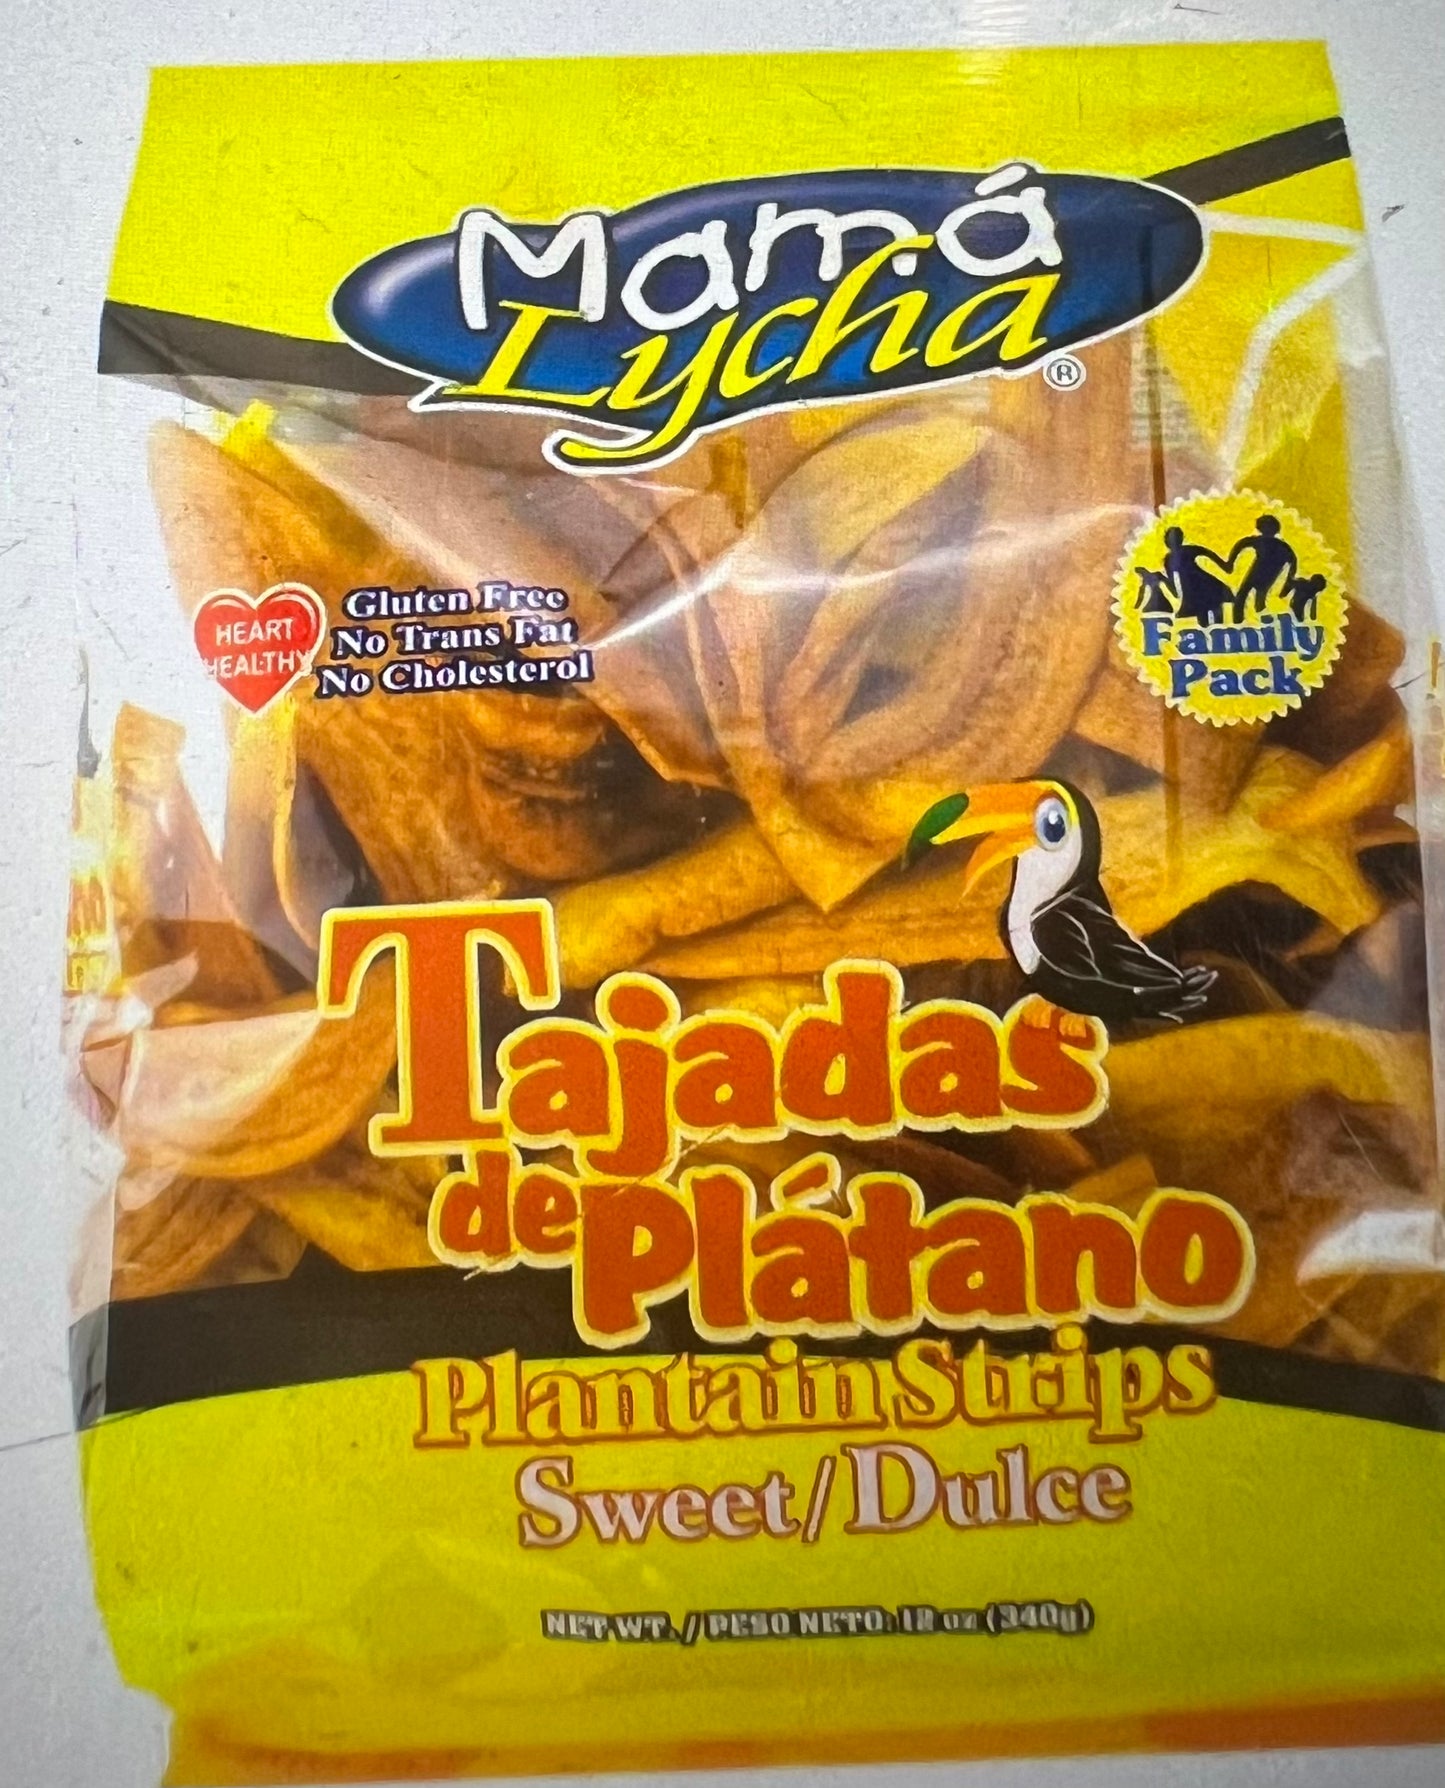 Mamá
Lycha
®
HEART
HEALTHY
Gluten Free
No Trans Fat
No Cholesterol
Family
Pack
Tajadas
de Plátano
Plantain Strips
Sweet/Dulce
NET WT. / PESO NETO: 12 oz (340g)